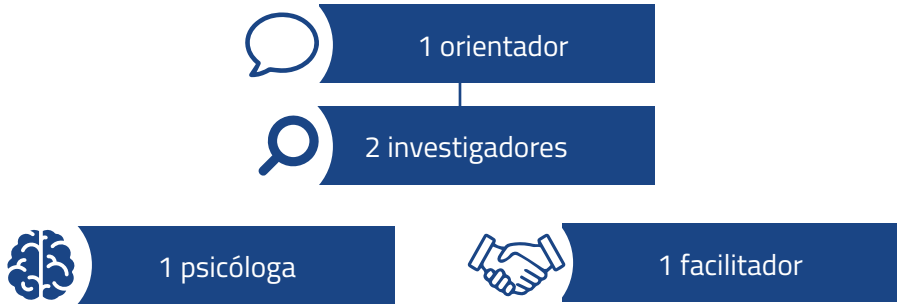 1 orientador
2 investigadores
1 psicóloga
1 facilitador